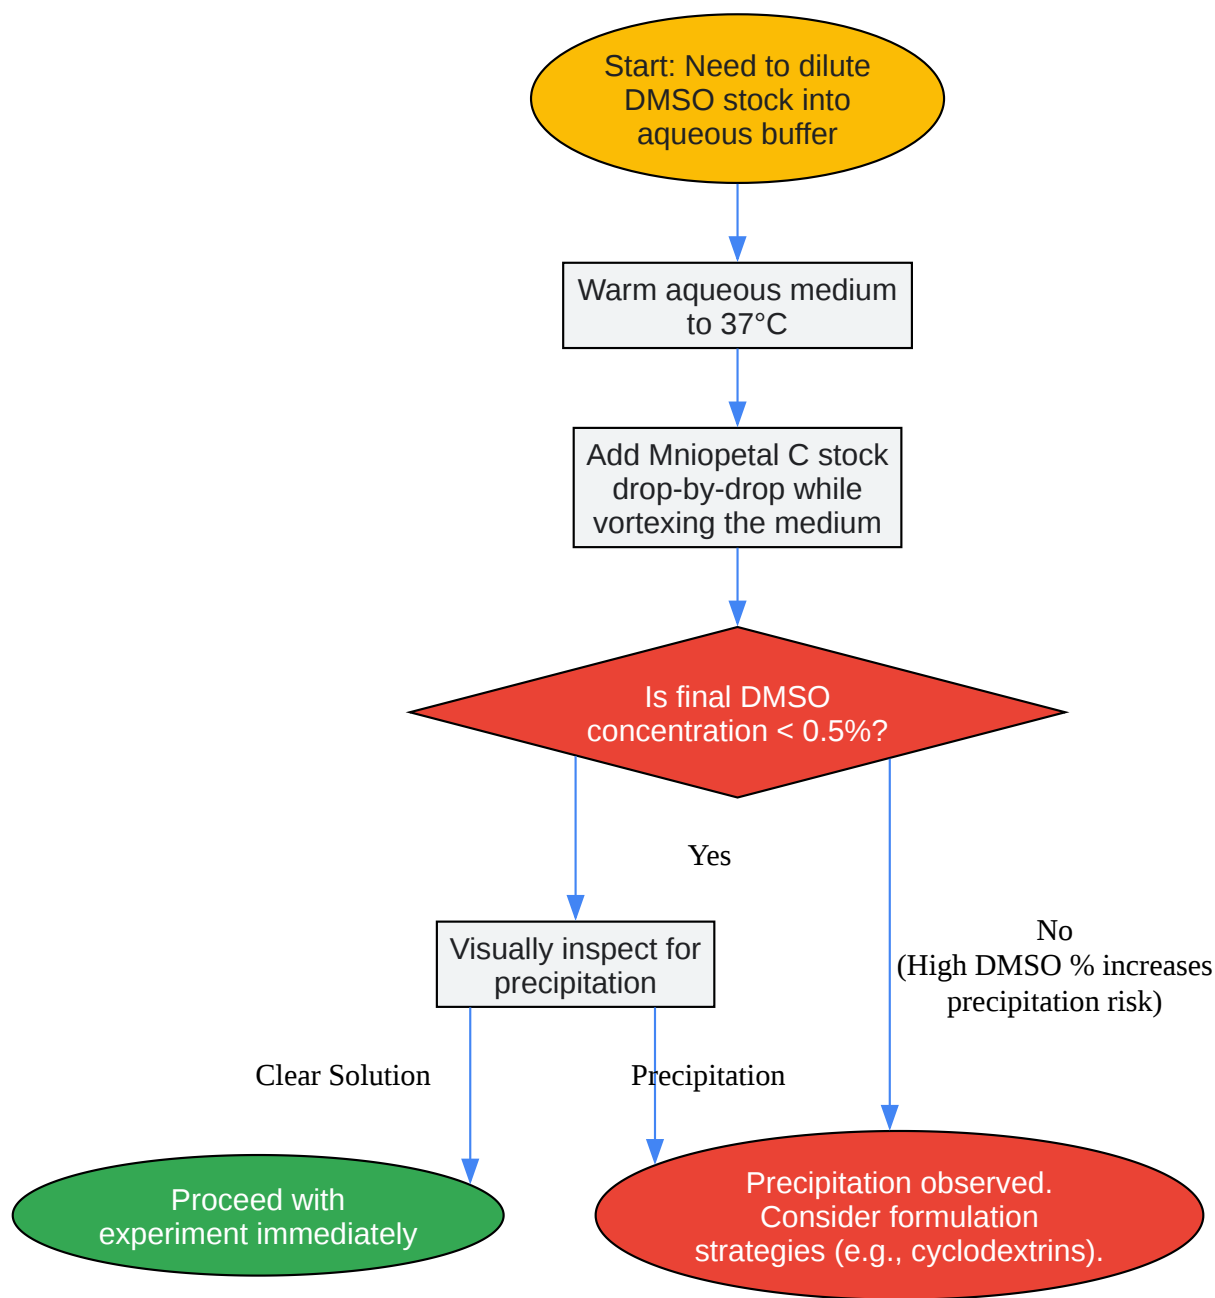 Start: Need to dilute
DMSO stock into
aqueous buffer
Warm aqueous medium
to 37°C
Add Mniopetal C stock
drop-by-drop while
vortexing the medium
Is final DMSO
concentration < 0.5%?
Yes
No
(High DMSO % increases
precipitation risk)
Visually inspect for
precipitation
Clear Solution
Precipitation
Proceed with
experiment immediately
Precipitation observed.
Consider formulation
strategies (e.g., cyclodextrins).